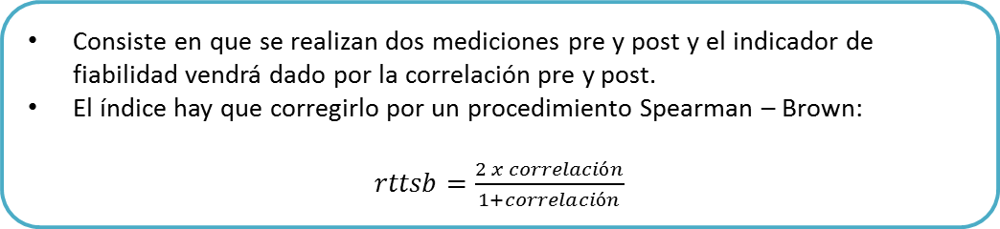 • Consiste en que se realizan dos mediciones pre y post y el indicador de
fiabilidad vendrá dado por la correlación pre y post.
• El índice hay que corregirlo por un procedimiento Spearman – Brown:
rttsb = 2 x correlación / 1+correlación